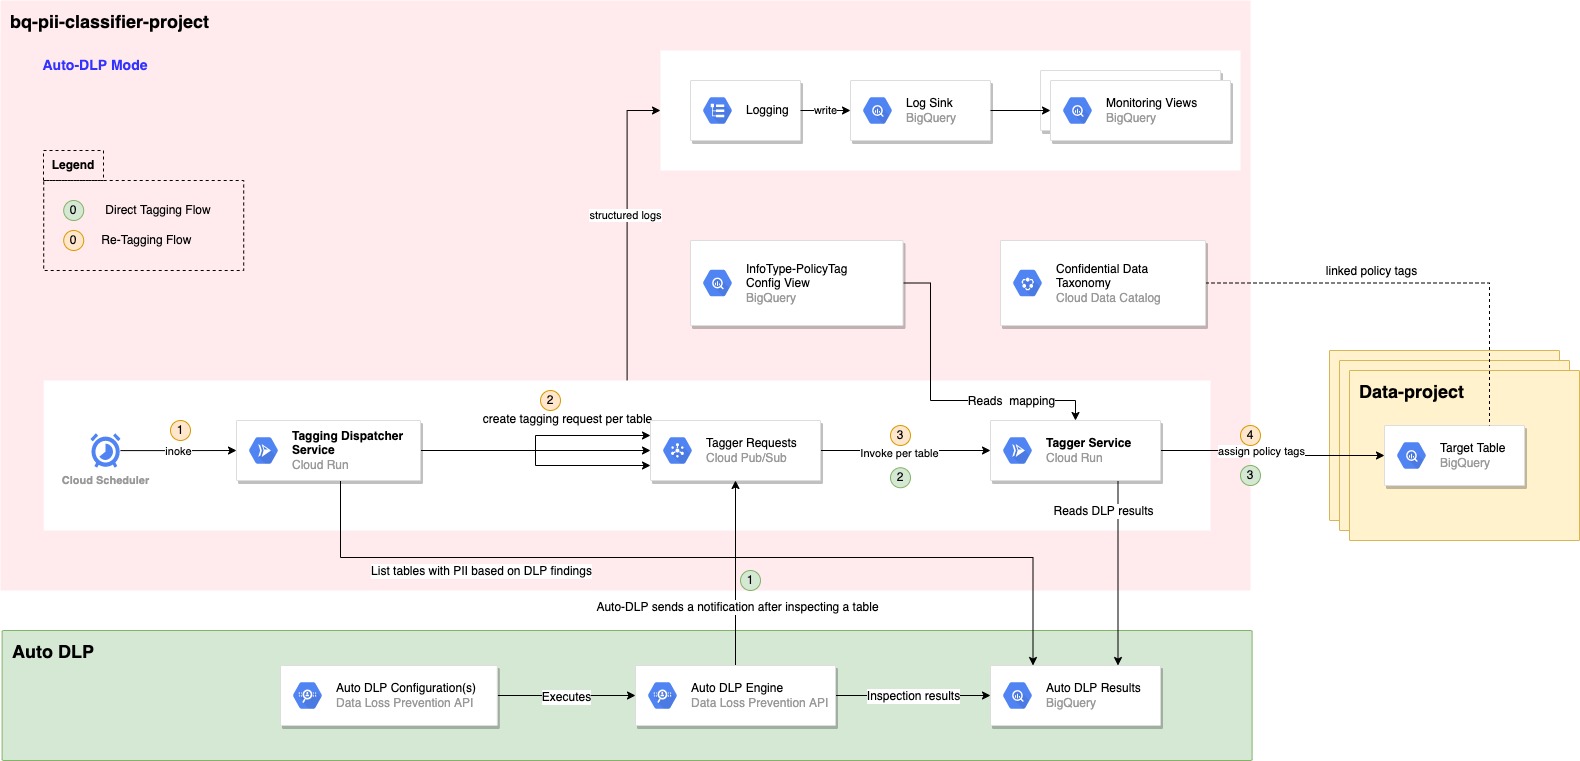 bq-pii-classifier-project
Auto-DLP Mode
Logging
write
Log Sink
BigQuery
Monitoring Views
BigQuery
Legend
0
Direct Tagging Flow
0
Re-Tagging Flow
structured logs
InfoType-PolicyTag
Config View
BigQuery
Confidential Data
Taxonomy
Cloud Data Catalog
linked policy tags
Data-project
Reads mapping
Cloud Scheduler
1
inoke
Tagging Dispatcher
Service
Cloud Run
2
create tagging request per table
Tagger Requests
Cloud Pub/Sub
3
Invoke per table
2
Tagger Service
Cloud Run
4
assign policy tags
3
Target Table
BigQuery
Reads DLP results
List tables with PII based on DLP findings
1
Auto-DLP sends a notification after inspecting a table
Auto DLP
Auto DLP Configuration(s)
Data Loss Prevention API
Executes
Auto DLP Engine
Data Loss Prevention API
Inspection results
Auto DLP Results
BigQuery